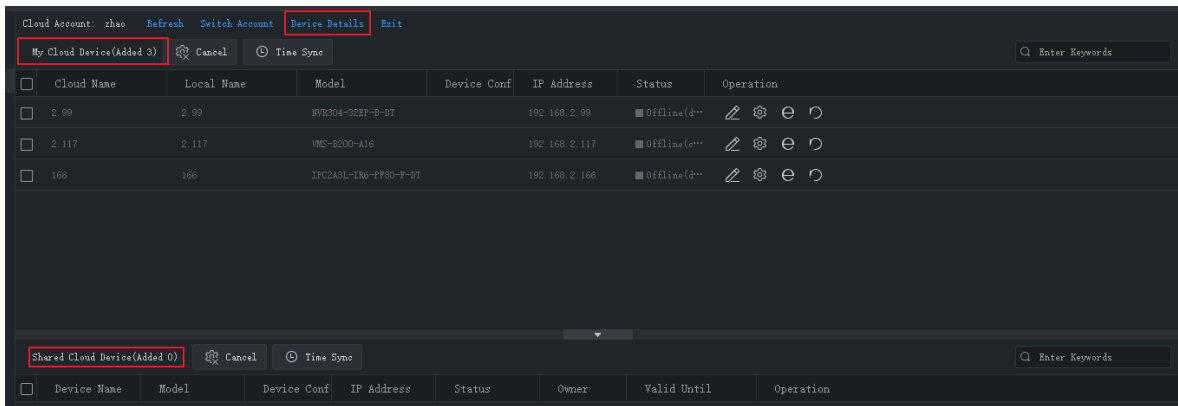 Cloud Account: zhao Refresh Switch Account Device Details Exit
My Cloud Device(Added 3) Cancel Time Sync Enter Keywords
Cloud Name Local Name Model Device Conf IP Address Status Operation
2.99 2.99 NVR304-32EP-B-DT 192.168.2.99 Offline(d···
2.117 2.117 VMS-B200-A16 192.168.2.117 Offline(c···
166 166 IPC2A3L-IR6-PF80-F-DT 192.168.2.166 Offline(d···
Shared Cloud Device(Added 0) Cancel Time Sync Enter Keywords
Device Name Model Device Conf IP Address Status Owner Valid Until Operation